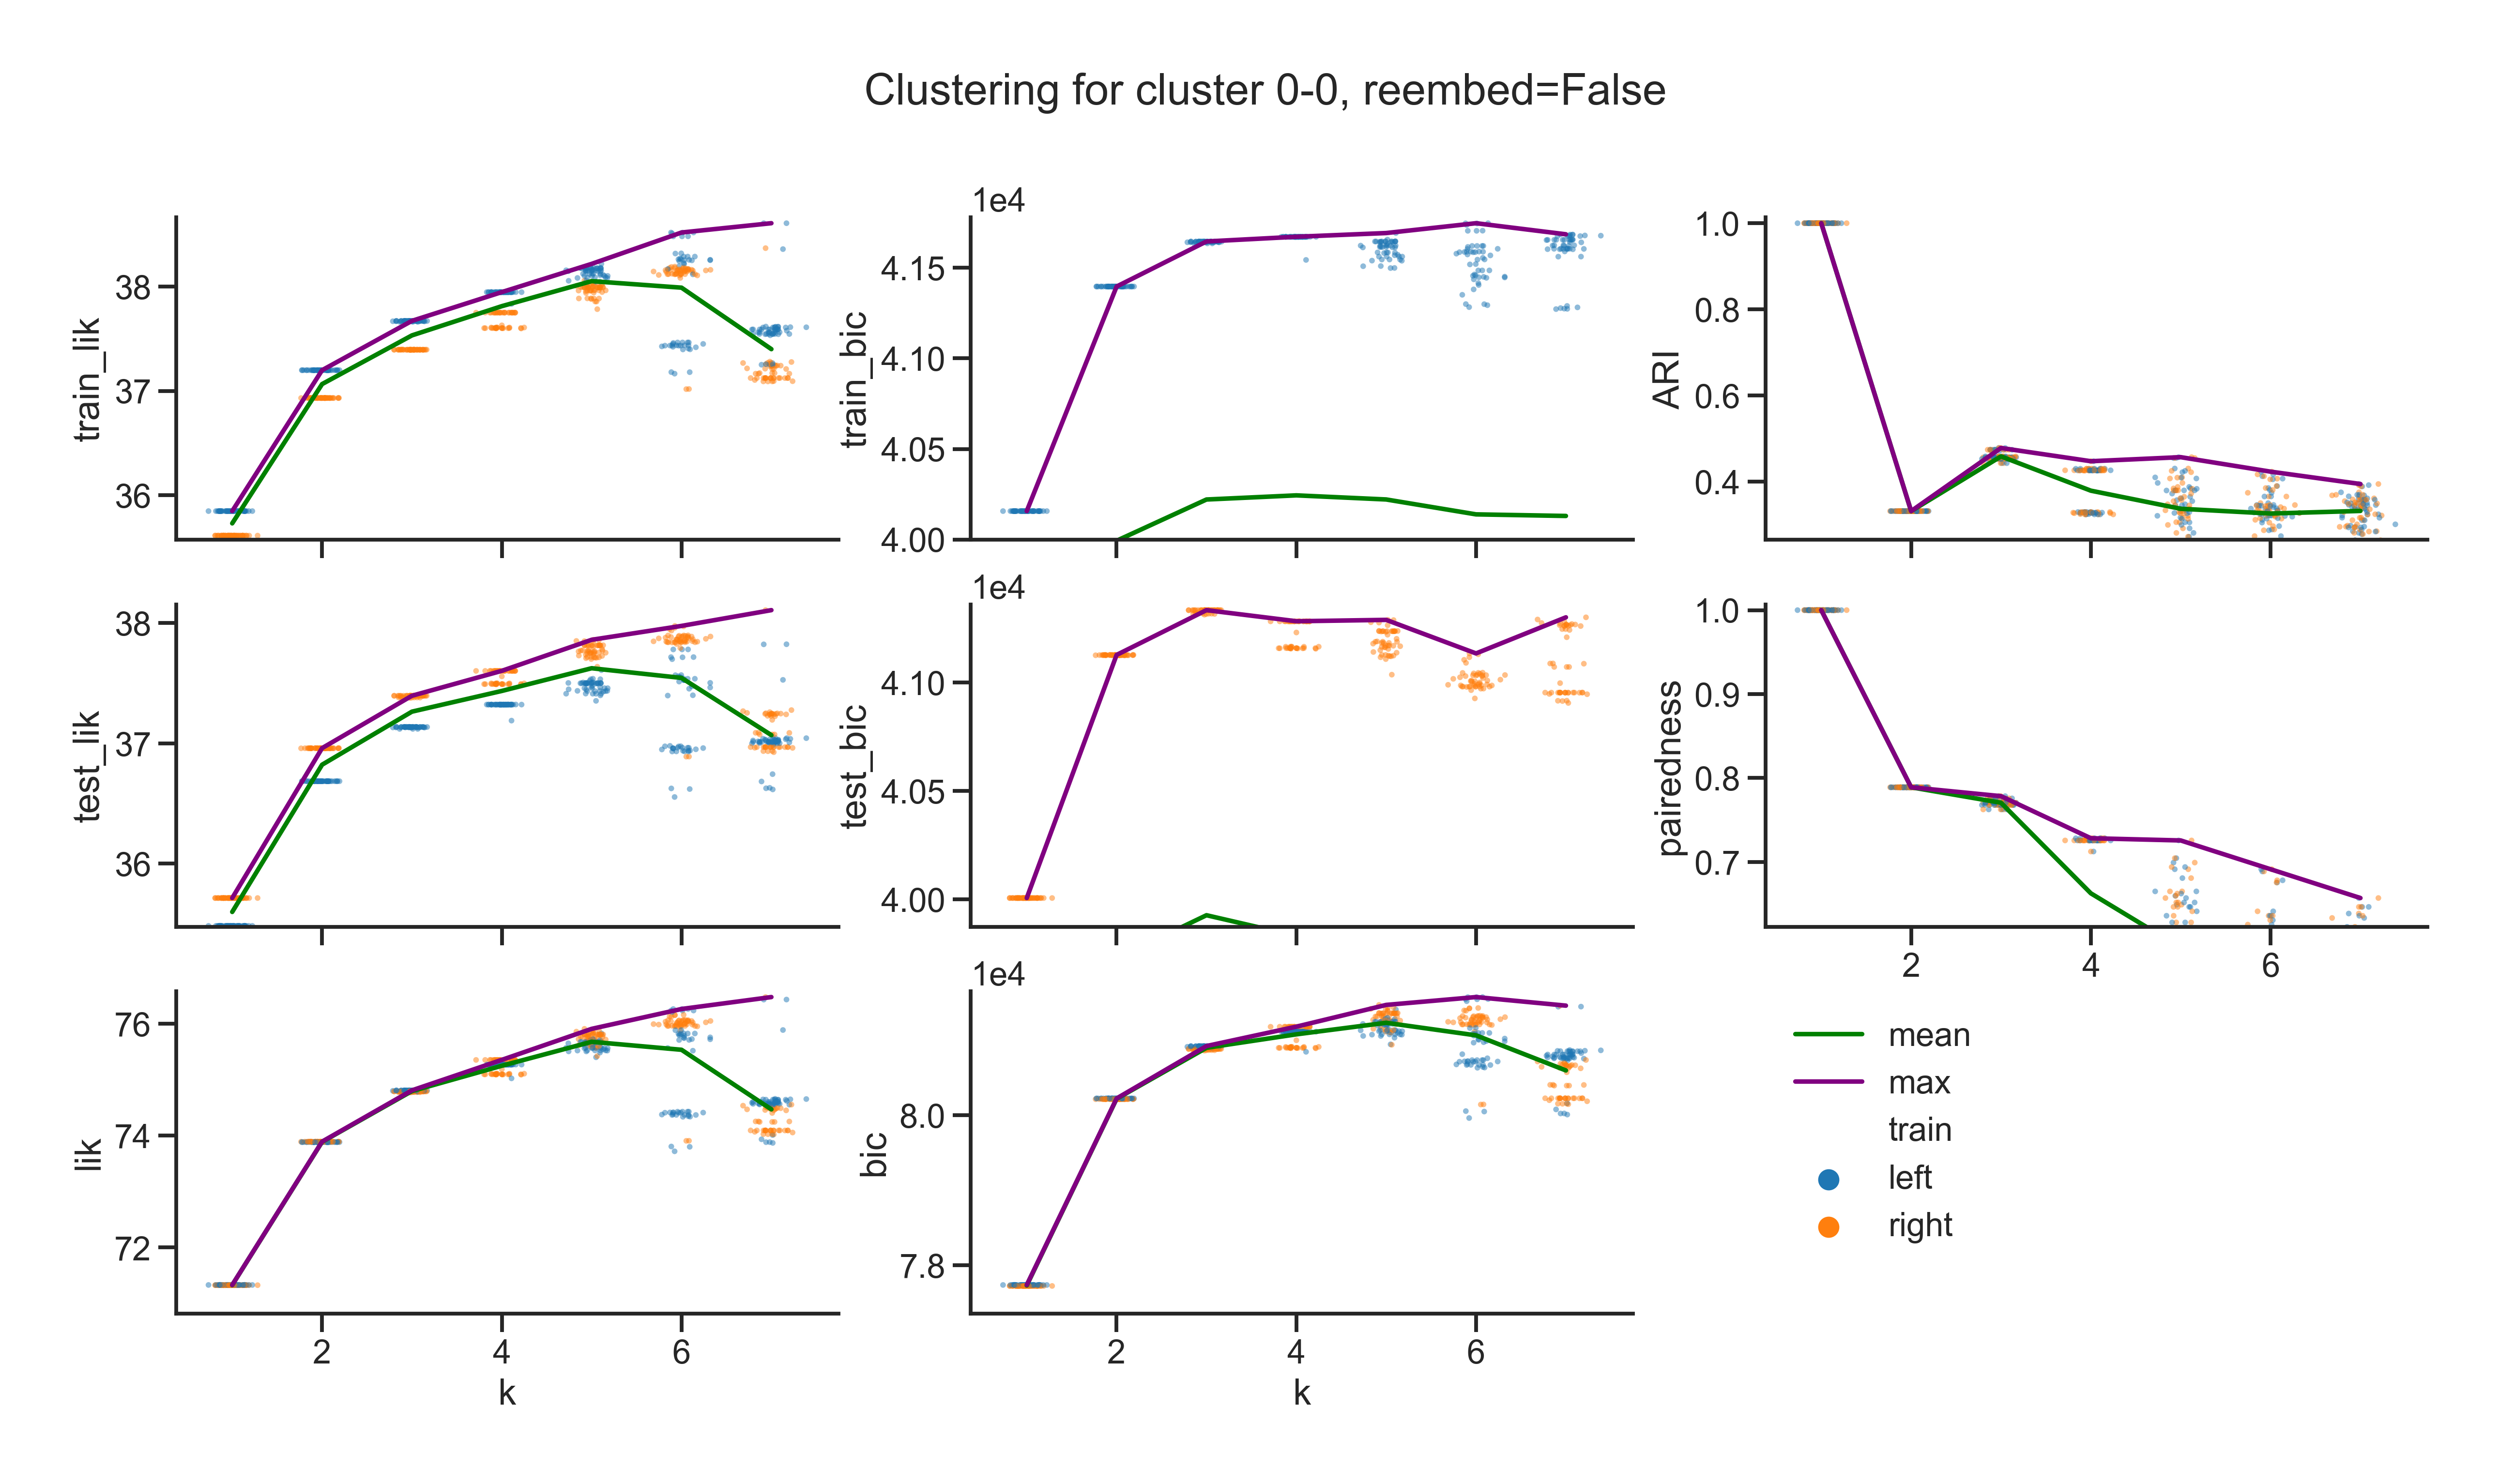 Clustering for cluster 0-0, reembed=False
train_lik
38
37
36
1e4
train_bic
4.15
4.10
4.05
4.00
ARI
1.0
0.8
0.6
0.4
test_lik
38
37
36
1e4
test_bic
4.10
4.05
4.00
pairedness
1.0
0.9
0.8
0.7
2
4
6
lik
76
74
72
2
4
6
k
1e4
bic
8.0
7.8
2
4
6
k
mean
max
train
left
right